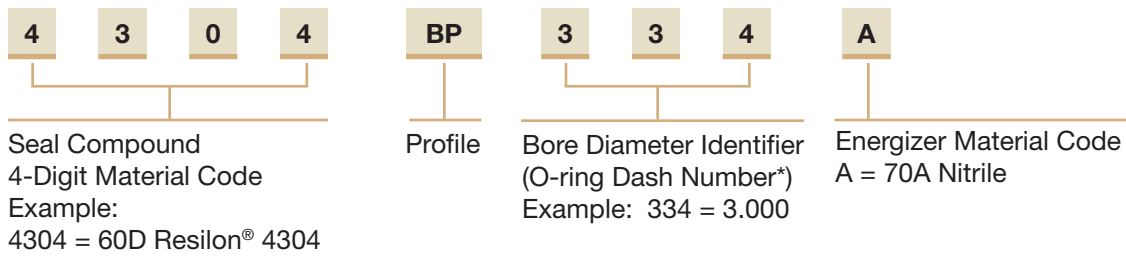 4 3 0 4 BP 3 3 4 A
Seal Compound
4-Digit Material Code
Example:
4304 = 60D Resilon® 4304
Profile
Bore Diameter Identifier
(O-ring Dash Number*)
Example: 334 = 3.000
Energizer Material Code
A = 70A Nitrile